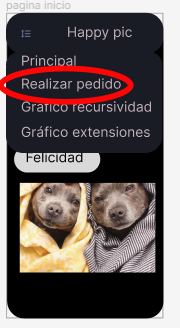 pagina inicio
Happy pic
Principal
Realizar pedido
Gráfico recursividad
Gráfico extensiones
Felicidad